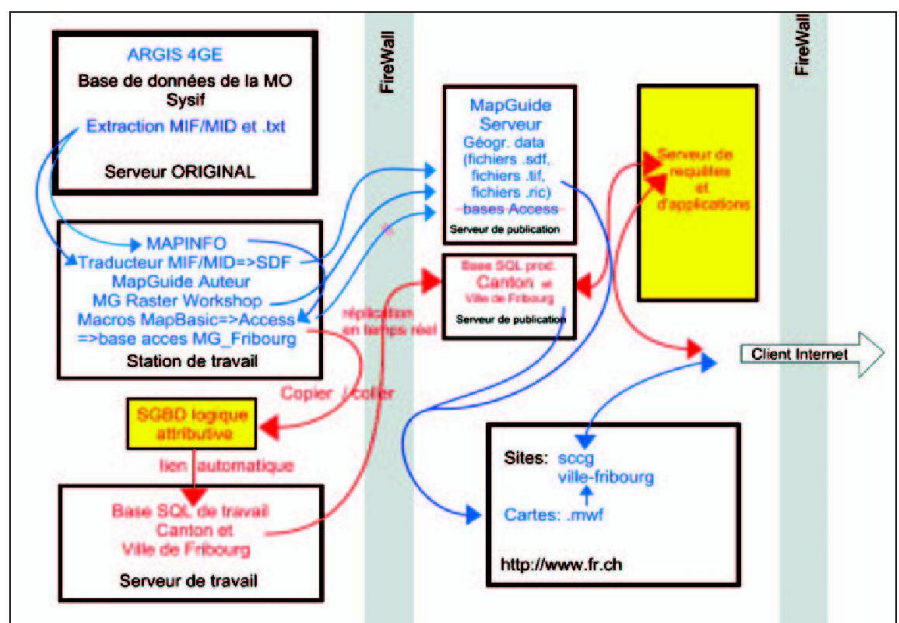 ARGIS 4GE
Base de données de la MO
Sysif
Extraction MIF/MID et .txt
Serveur ORIGINAL
MAPINFO
Traducteur MIF/MID=>SDF
MapGuide Auteur
MG Raster Workshop
Macros MapBasic=>Access
=>base acces MG_Fribourg
Station de travail
Copier / coller
SGBD logique
attributive
lien automatique
Base SQL de travail
Canton et
Ville de Fribourg
Serveur de travail
FireWall
réplication
en temps réel
MapGuide
Serveur
Géogr. data
(fichiers .sdf,
fichiers .tif,
fichiers .ric)
bases Access
Serveur de publication
Base SQL prod.
Canton et
Ville de Fribourg
Serveur de publication
Serveur de
requêtes
et
d'applications
FireWall
Client Internet
Sites: sccg
ville-fribourg
Cartes: .mwf
http://www.fr.ch